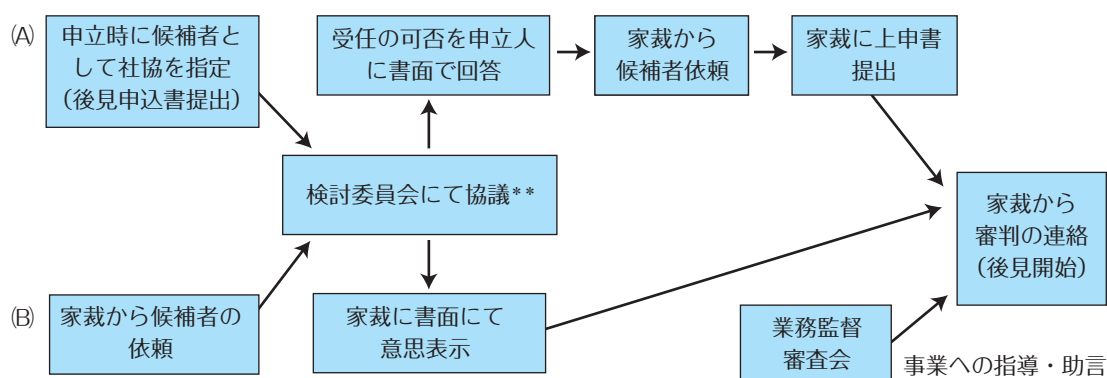 (A)
申立時に候補者と
して社協を指定
（後見申込書提出）
受任の可否を申立人
に書面で回答
家裁から
候補者依頼
家裁に上申書
提出
検討委員会にて協議**
家裁から
審判の連絡
（後見開始）
(B)
家裁から候補者の
依頼
家裁に書面にて
意思表示
業務監督
審査会
事業への指導・助言